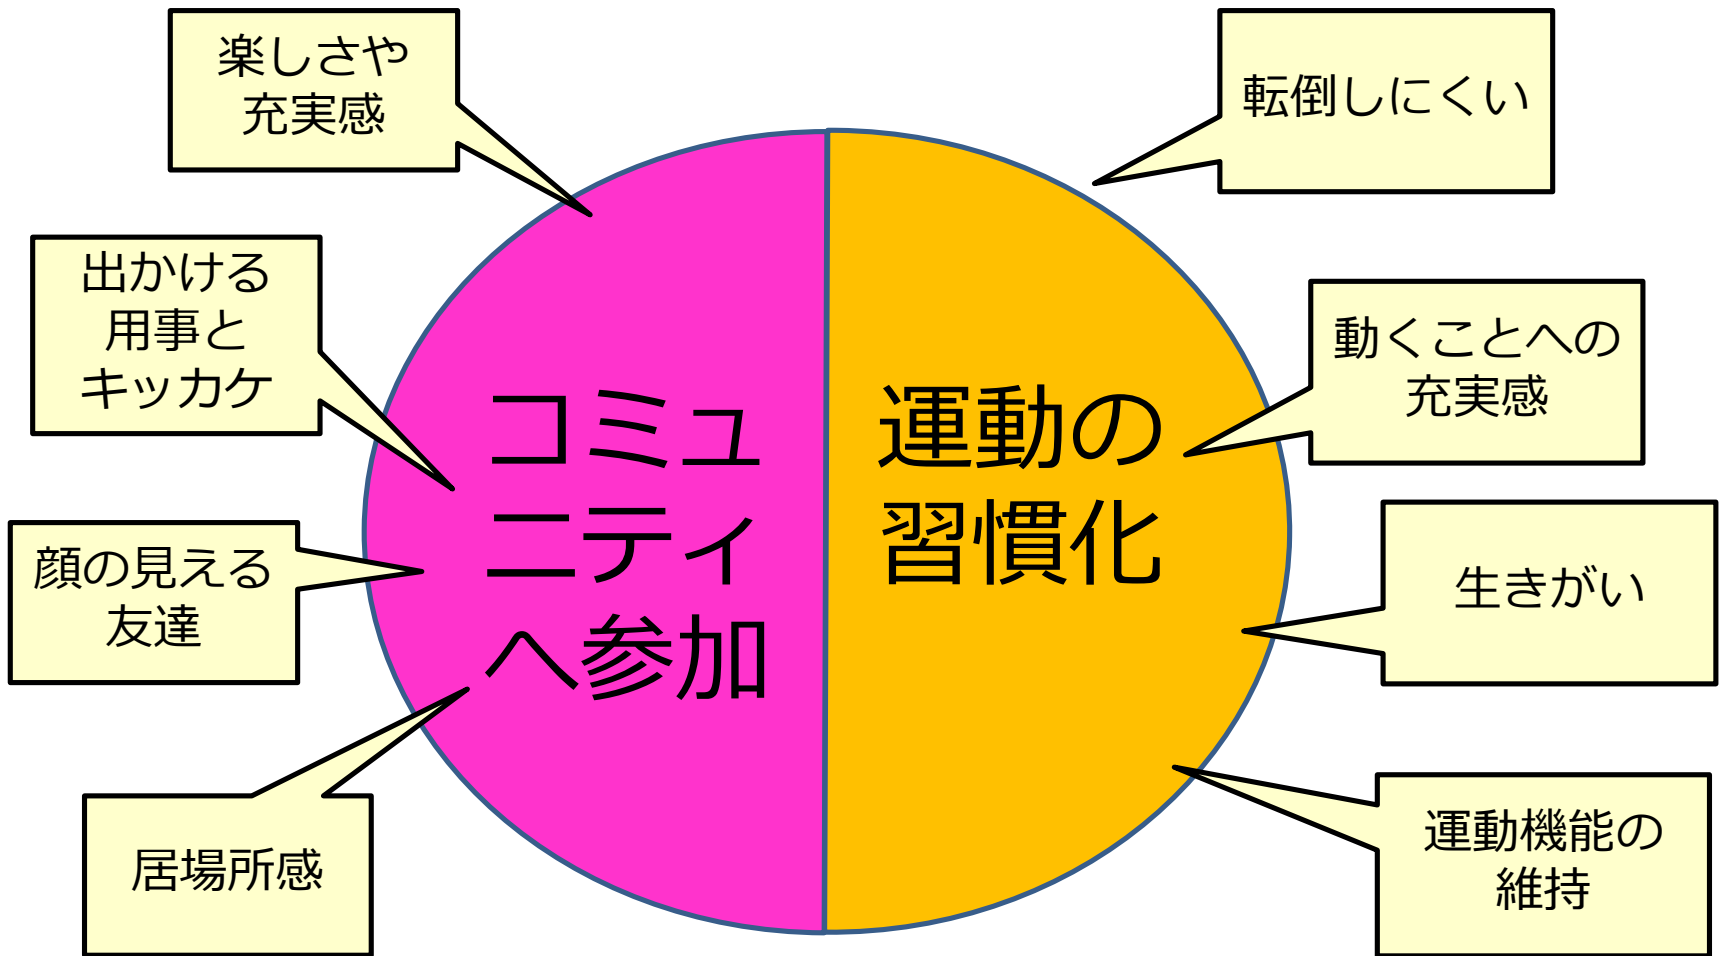 楽しさや
充実感
出かける
用事と
キッカケ
顔の見える
友達
居場所感
コミュ
ニティ
へ参加
運動の
習慣化
転倒しにくい
動くことへの
充実感
生きがい
運動機能の
維持